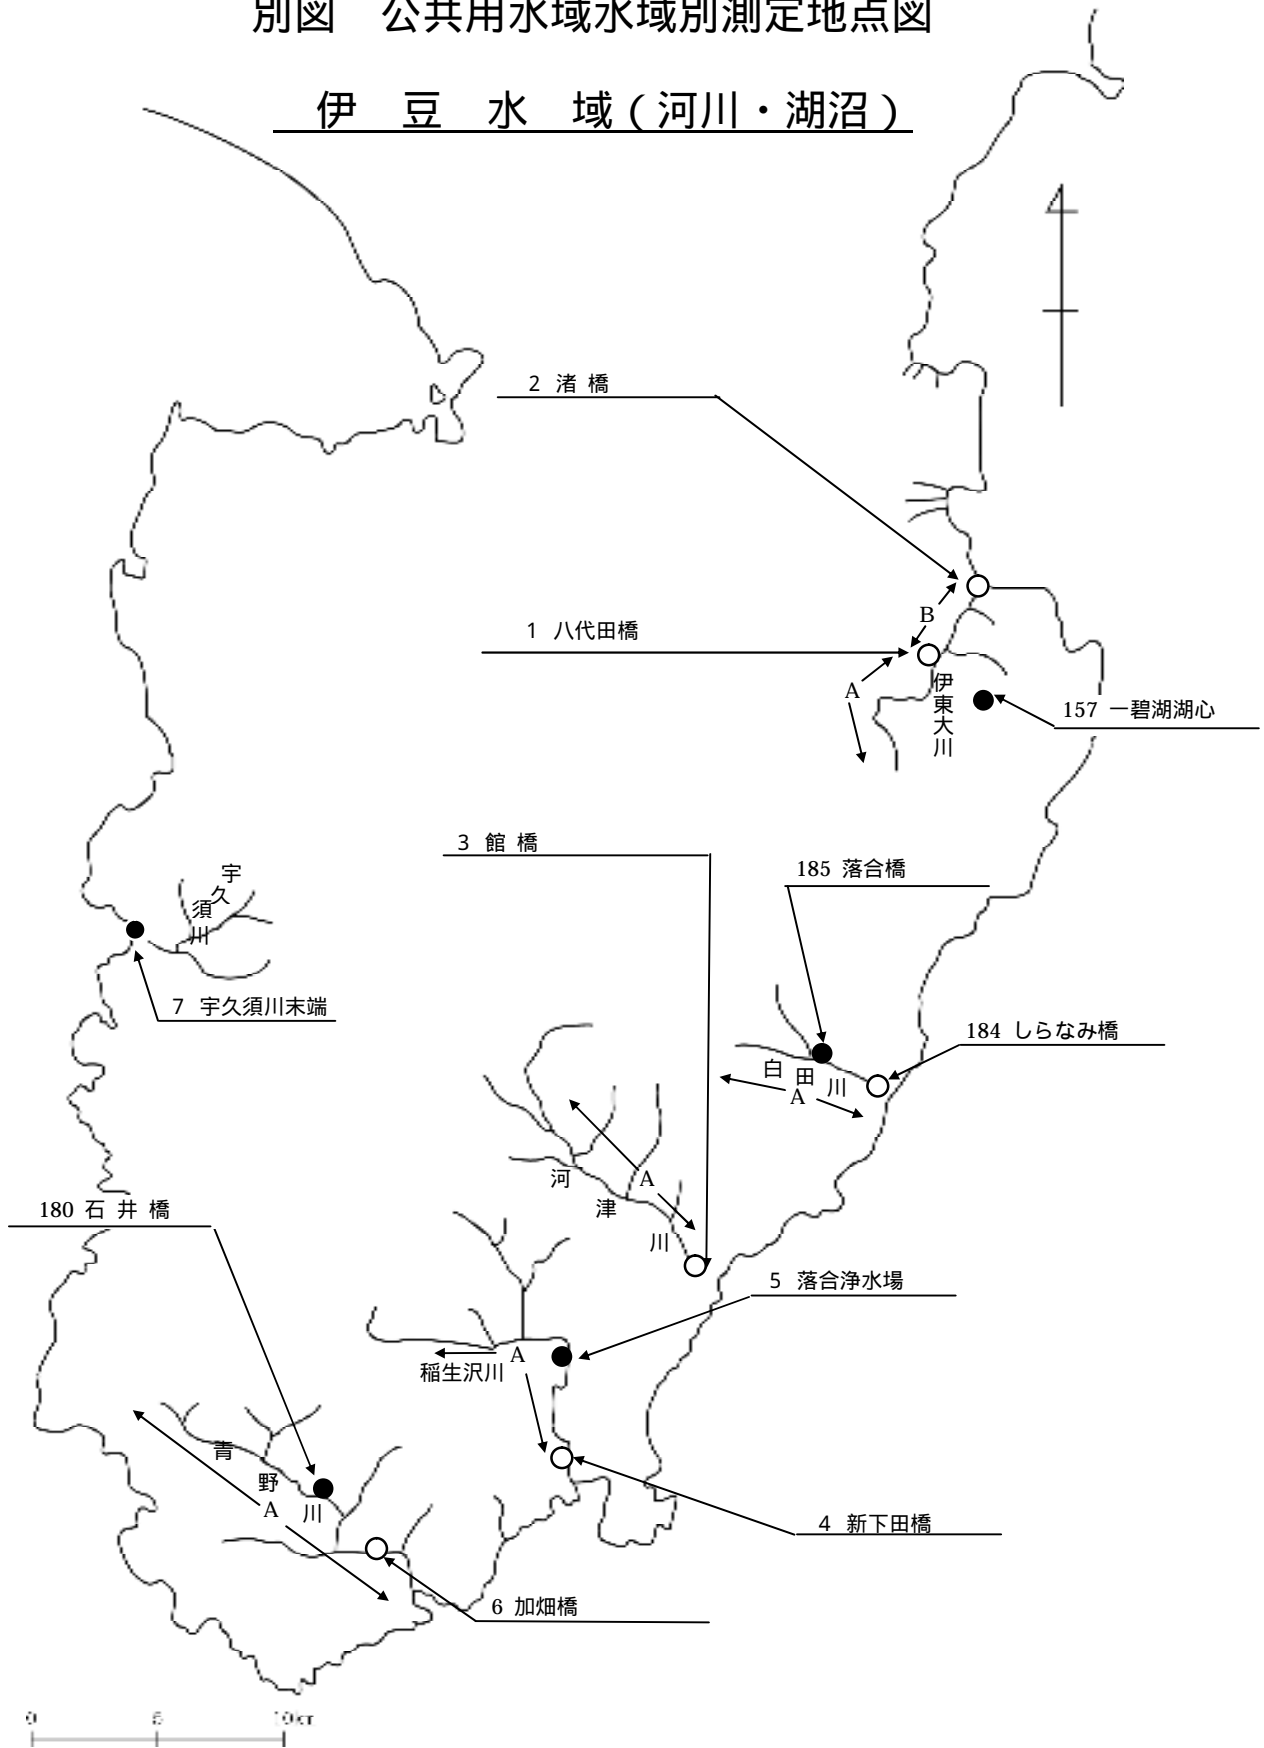 別図　公共用水域水域別測定地点図
伊　豆　水　域（河川・湖沼）
2 渚橋
B
1 八代田橋
A
伊東大川
157 一碧湖湖心
3 館橋
185 落合橋
宇久須川
7 宇久須川末端
184 しらなみ橋
白田川
A
河津川
A
180 石井橋
5 落合浄水場
A
稲生沢川
青野川
A
4 新下田橋
6 加畑橋
0 5 10km